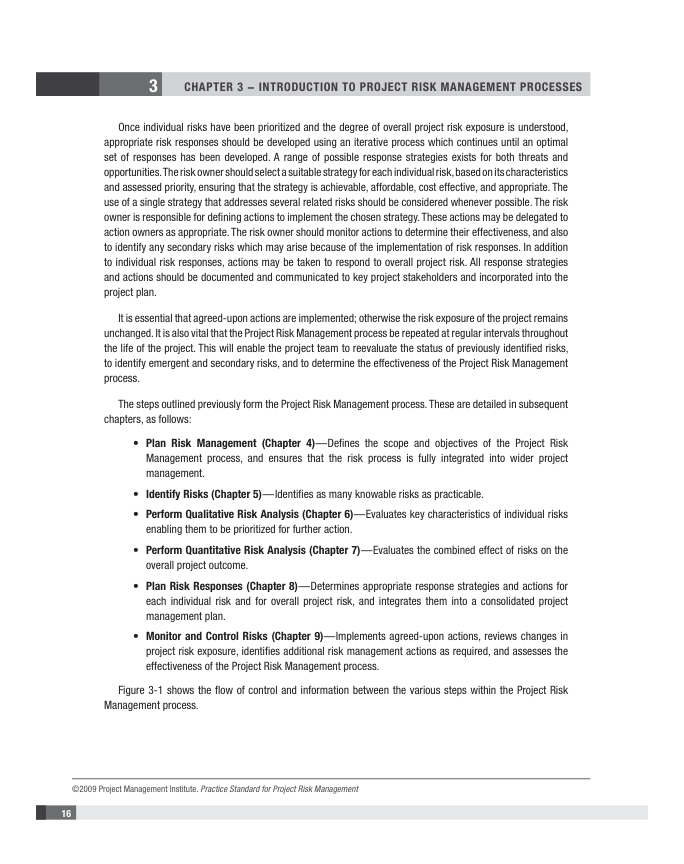 3 CHAPTER 3 – INTRODUCTION TO PROJECT RISK MANAGEMENT PROCESSES
Once individual risks have been prioritized and the degree of overall project risk exposure is understood,
appropriate risk responses should be developed using an iterative process which continues until an optimal
set of responses has been developed. A range of possible response strategies exists for both threats and
opportunities. The risk owner should select a suitable strategy for each individual risk, based on its characteristics
and assessed priority, ensuring that the strategy is achievable, affordable, cost effective, and appropriate. The
use of a single strategy that addresses several related risks should be considered whenever possible. The risk
owner is responsible for defining actions to implement the chosen strategy. These actions may be delegated to
action owners as appropriate. The risk owner should monitor actions to determine their effectiveness, and also
to identify any secondary risks which may arise because of the implementation of risk responses. In addition
to individual risk responses, actions may be taken to respond to overall project risk. All response strategies
and actions should be documented and communicated to key project stakeholders and incorporated into the
project plan.
It is essential that agreed-upon actions are implemented; otherwise the risk exposure of the project remains
unchanged. It is also vital that the Project Risk Management process be repeated at regular intervals throughout
the life of the project. This will enable the project team to reevaluate the status of previously identified risks,
to identify emergent and secondary risks, and to determine the effectiveness of the Project Risk Management
process.
The steps outlined previously form the Project Risk Management process. These are detailed in subsequent
chapters, as follows:
• Plan Risk Management (Chapter 4)—Defines the scope and objectives of the Project Risk
Management process, and ensures that the risk process is fully integrated into wider project
management.
• Identify Risks (Chapter 5)—Identifies as many knowable risks as practicable.
• Perform Qualitative Risk Analysis (Chapter 6)—Evaluates key characteristics of individual risks
enabling them to be prioritized for further action.
• Perform Quantitative Risk Analysis (Chapter 7)—Evaluates the combined effect of risks on the
overall project outcome.
• Plan Risk Responses (Chapter 8)—Determines appropriate response strategies and actions for
each individual risk and for overall project risk, and integrates them into a consolidated project
management plan.
• Monitor and Control Risks (Chapter 9)—Implements agreed-upon actions, reviews changes in
project risk exposure, identifies additional risk management actions as required, and assesses the
effectiveness of the Project Risk Management process.
Figure 3-1 shows the flow of control and information between the various steps within the Project Risk
Management process.
©2009 Project Management Institute. Practice Standard for Project Risk Management
16